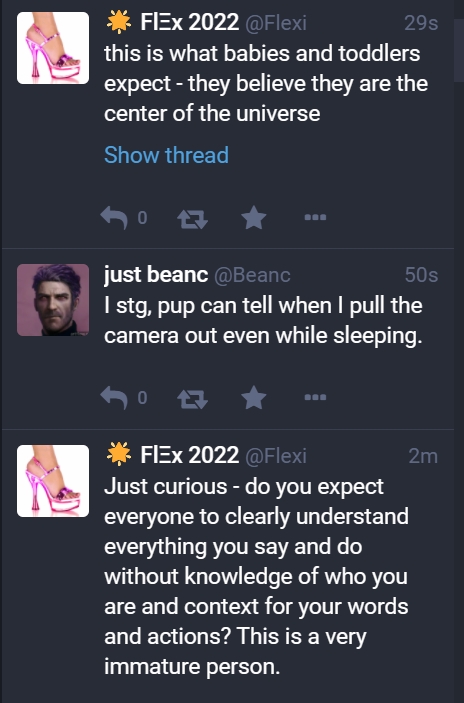 🌟 FlΞx 2022 @Flexi 29s
this is what babies and toddlers
expect - they believe they are the
center of the universe
Show thread
0
just beanc @Beanc 50s
I stg, pup can tell when I pull the
camera out even while sleeping.
0
🌟 FlΞx 2022 @Flexi 2m
Just curious - do you expect
everyone to clearly understand
everything you say and do
without knowledge of who you
are and context for your words
and actions? This is a very
immature person.